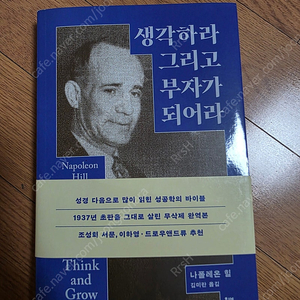 생각하라
그리고
부자가
되어라
Napoleon
Hill
성경 다음으로 많이 읽힌 성공학의 바이블
1937년 초판을 그대로 살린 무삭제 완역본
조성희 서문, 이하영·드로우앤드류 추천
Think
and
Grow
나폴레온 힐
김미란 옮김